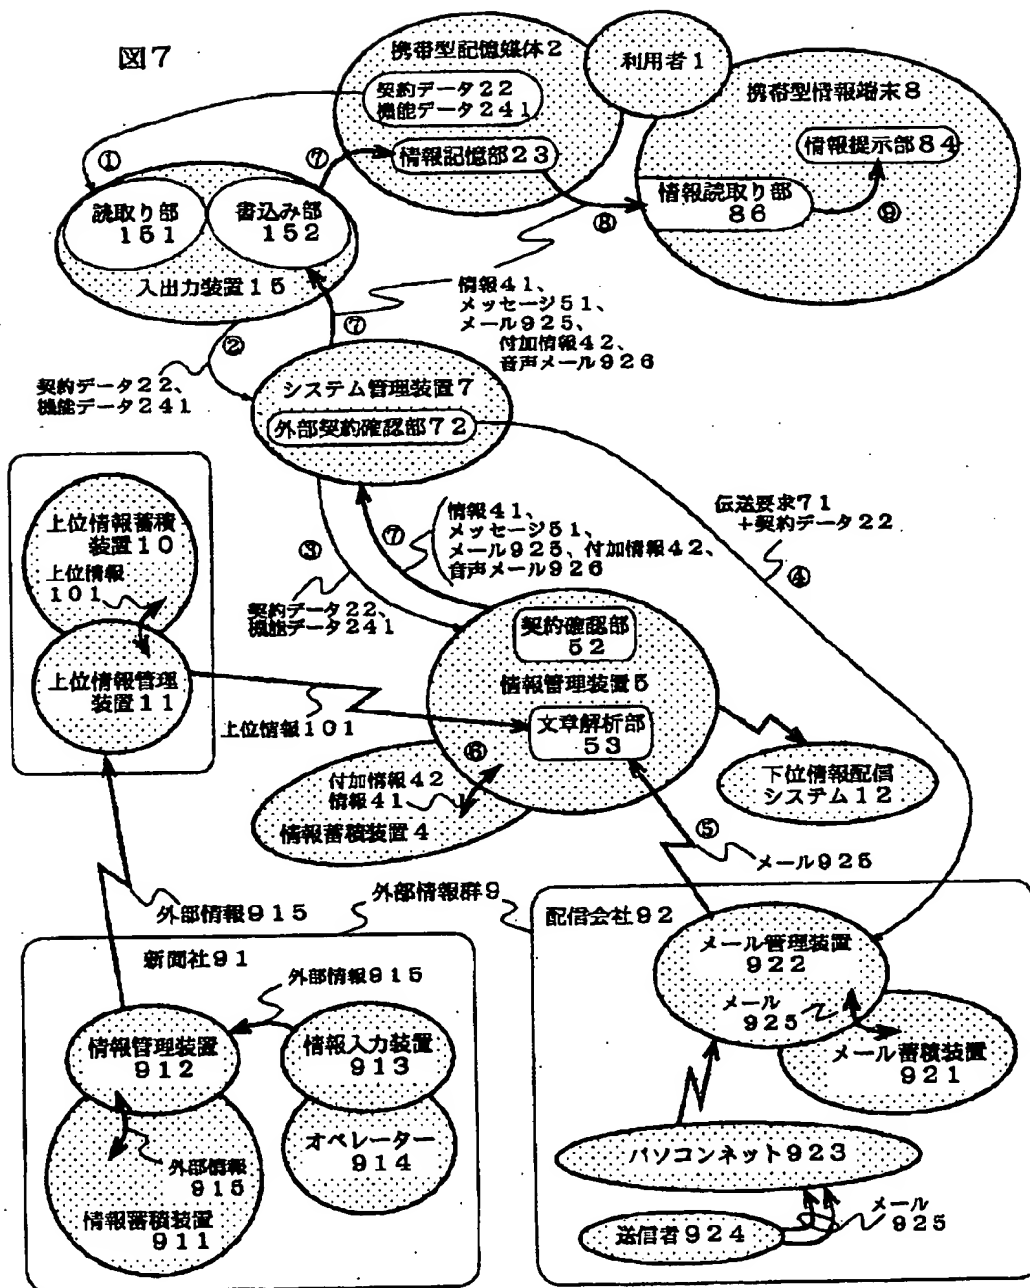 図7
携帯型記憶媒体2
利用者1
契約データ22
機能データ241
携帯型情報端末8
①
⑦
情報記憶部23
情報提示部84
読取り部
151
書込み部
152
情報読取り部
86
⑧
⑨
入出力装置15
情報41、
メッセージ51、
メール925、
付加情報42、
音声メール926
②
⑦
契約データ22、
機能データ241
システム管理装置7
外部契約確認部72
上位情報蓄積
装置10
上位情報
101
③
⑦
情報41、
メッセージ51、
メール925、付加情報42、
音声メール926
伝送要求71
+契約データ22
④
契約データ22、
機能データ241
契約確認部
52
上位情報管理
装置11
情報管理装置5
上位情報101
文章解析部
53
⑥
付加情報42
情報41
情報蓄積装置4
下位情報配信
システム12
⑤
メール925
外部情報915
外部情報群9
配信会社92
新聞社91
外部情報915
メール管理装置
922
メール
925
情報管理装置
912
情報入力装置
913
メール蓄積装置
921
オペレーター
914
外部情報
915
パソコンネット923
情報蓄積装置
911
送信者924
メール
925